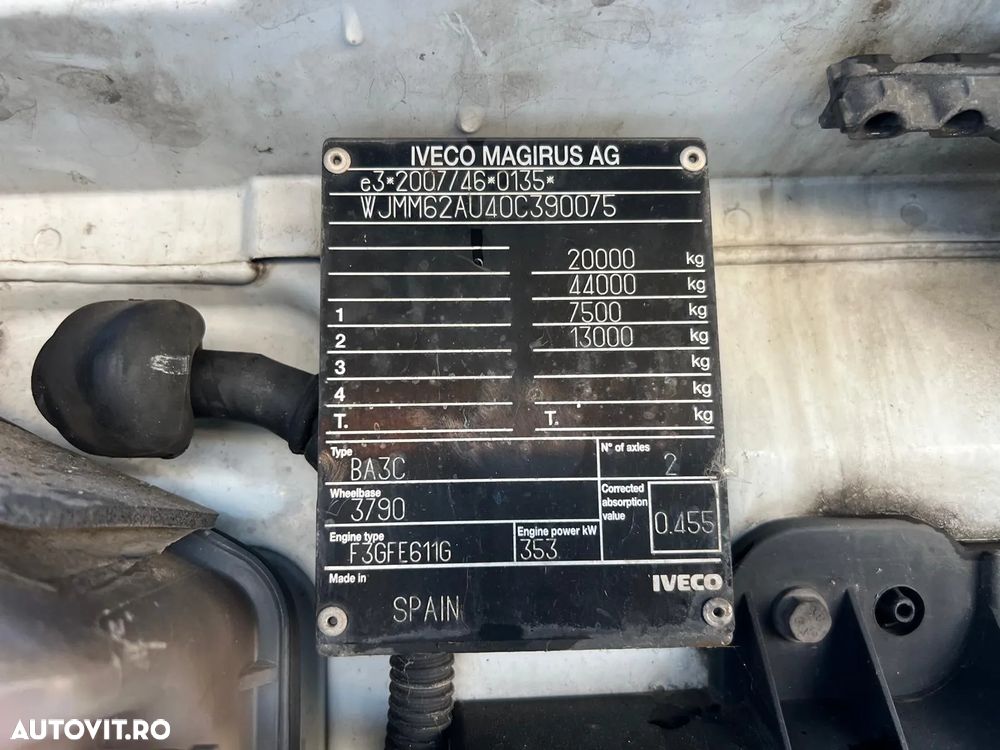 IVECO MAGIRUS AG
e3*2007/46*0135*
WJMM62AU40C390075
20000 kg
44000 kg
1 7500 kg
2 13000 kg
3 kg
4 kg
T. T. kg
Type BA3C N° of axles 2
Wheelbase 3790 Corrected absorption value 0.455
Engine type F3GFE611G Engine power kW 353
Made in SPAIN IVECO
AUTOVIT.RO